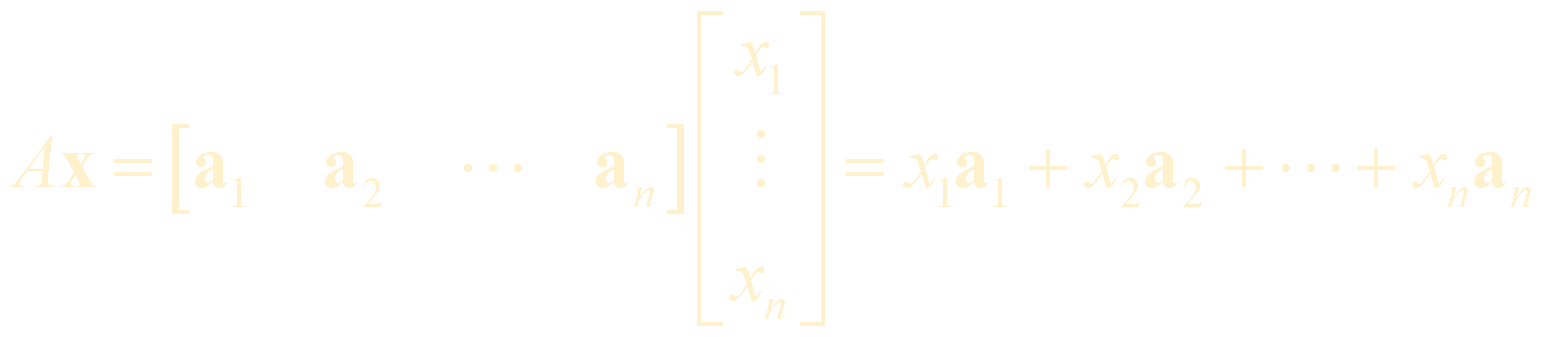 Ax = [a₁ a₂ ⋯ aₙ] [x₁ ⋮ xₙ] = x₁a₁ + x₂a₂ + ⋯ + xₙaₙ